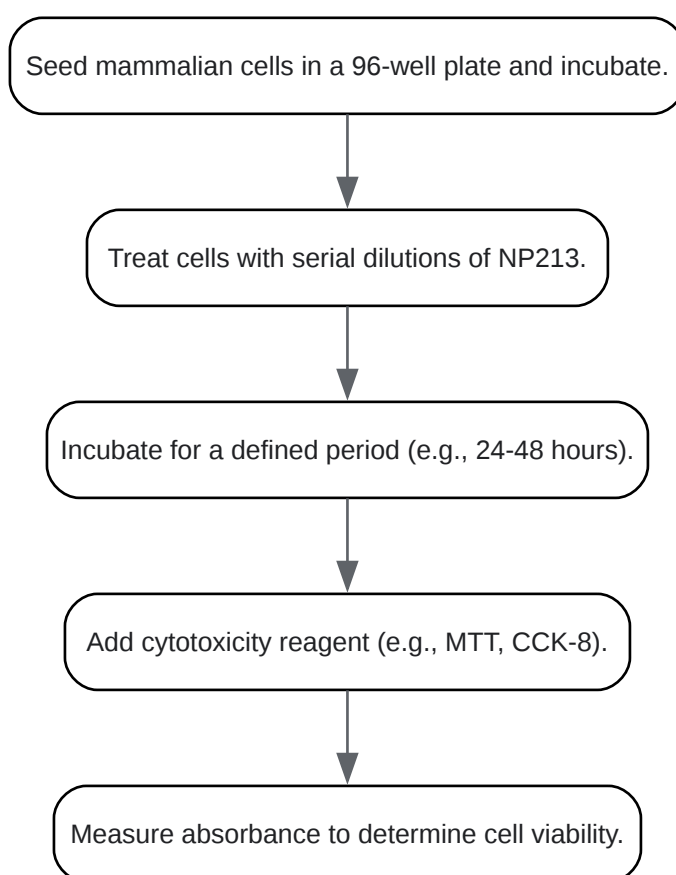 Seed mammalian cells in a 96-well plate and incubate.
Treat cells with serial dilutions of NP213.
Incubate for a defined period (e.g., 24-48 hours).
Add cytotoxicity reagent (e.g., MTT, CCK-8).
Measure absorbance to determine cell viability.